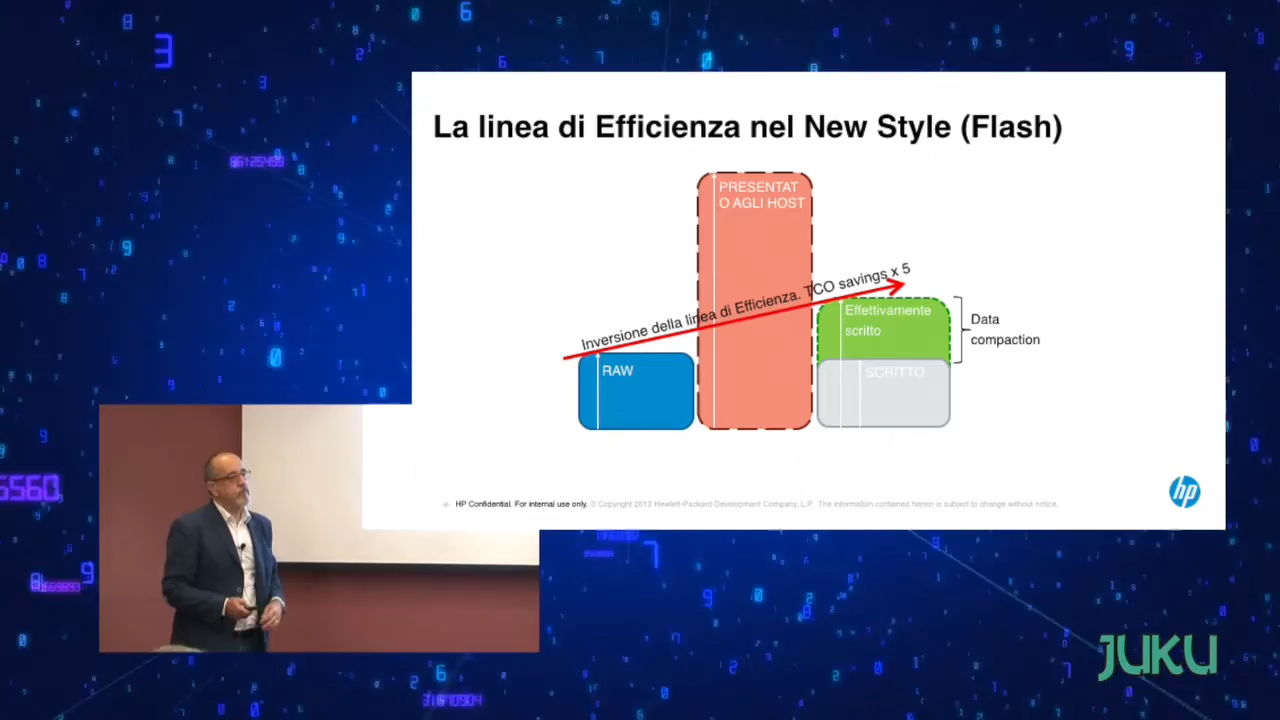 La linea di Efficienza nel New Style (Flash)
PRESENTAT
O AGLI HOST
Inversione della linea di Efficienza. TCO savings x 5
Effettivamente
scritto
Data
compaction
RAW
SCRITTO
HP Confidential. For internal use only. © Copyright 2012 Hewlett-Packard Development Company, L.P. The information contained herein is subject to change without notice.
hp
JUKU